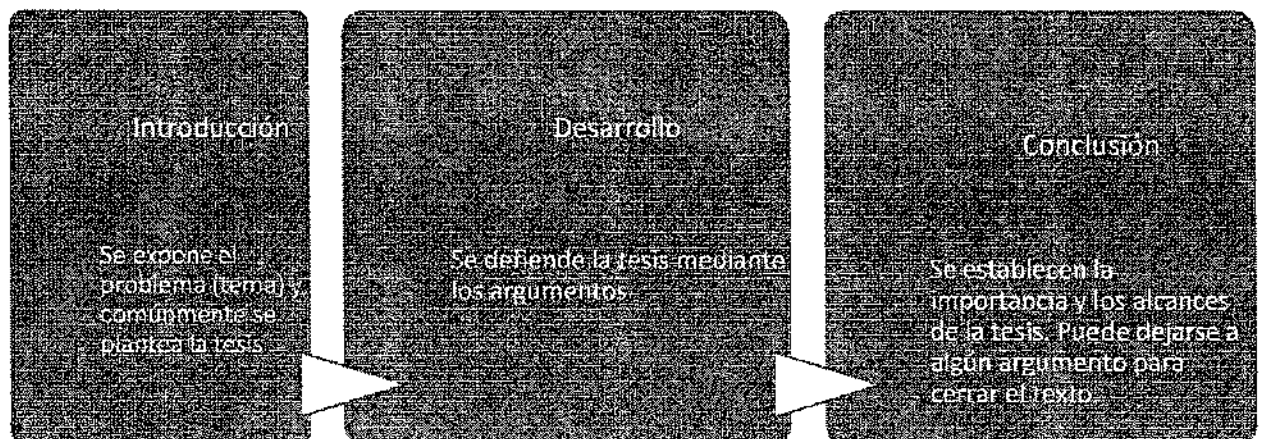 Introducción
Se expone el
problema (tema) y
comúnmente se
plantea la tesis
Desarrollo
Se defiende la tesis mediante
los argumentos.
Conclusión
Se establecen la
importancia y los alcances
de la tesis. Puede dejarse a
algún argumento para
cerrar el texto.